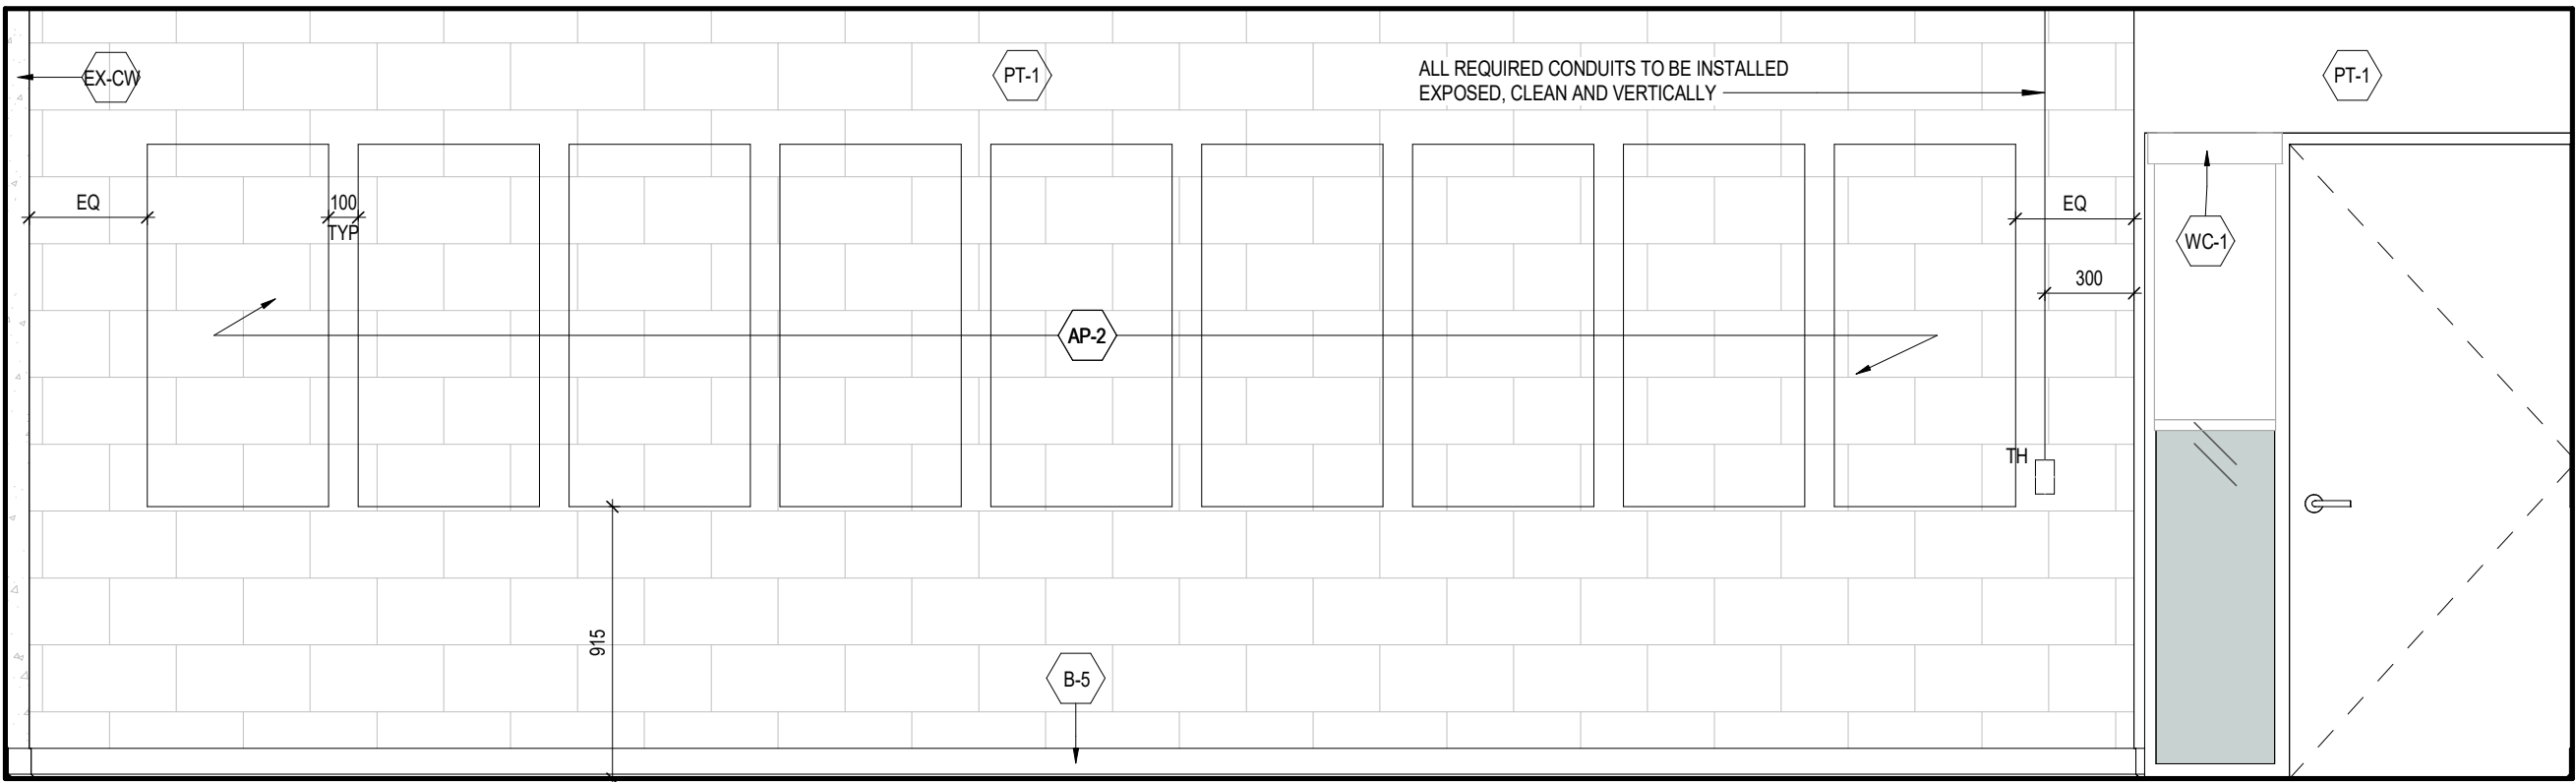 EX-CW
PT-1
ALL REQUIRED CONDUITS TO BE INSTALLED
EXPOSED, CLEAN AND VERTICALLY
PT-1
EQ
100
TYP
EQ
WC-1
300
AP-2
TH
915
B-5